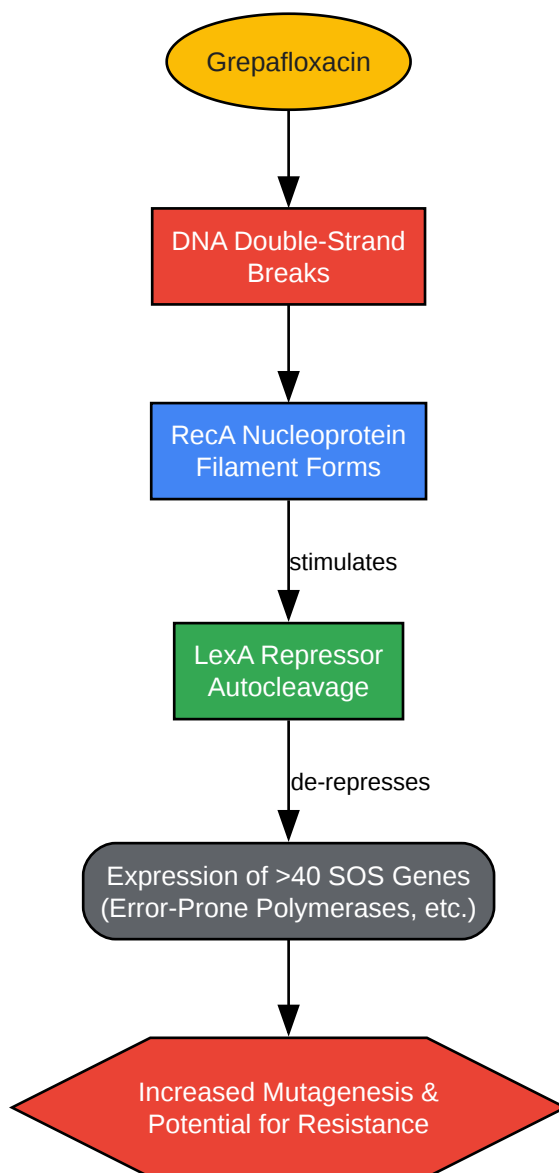 Grepafloxacin
DNA Double-Strand
Breaks
RecA Nucleoprotein
Filament Forms
stimulates
LexA Repressor
Autocleavage
de-represses
Expression of >40 SOS Genes
(Error-Prone Polymerases, etc.)
Increased Mutagenesis &
Potential for Resistance